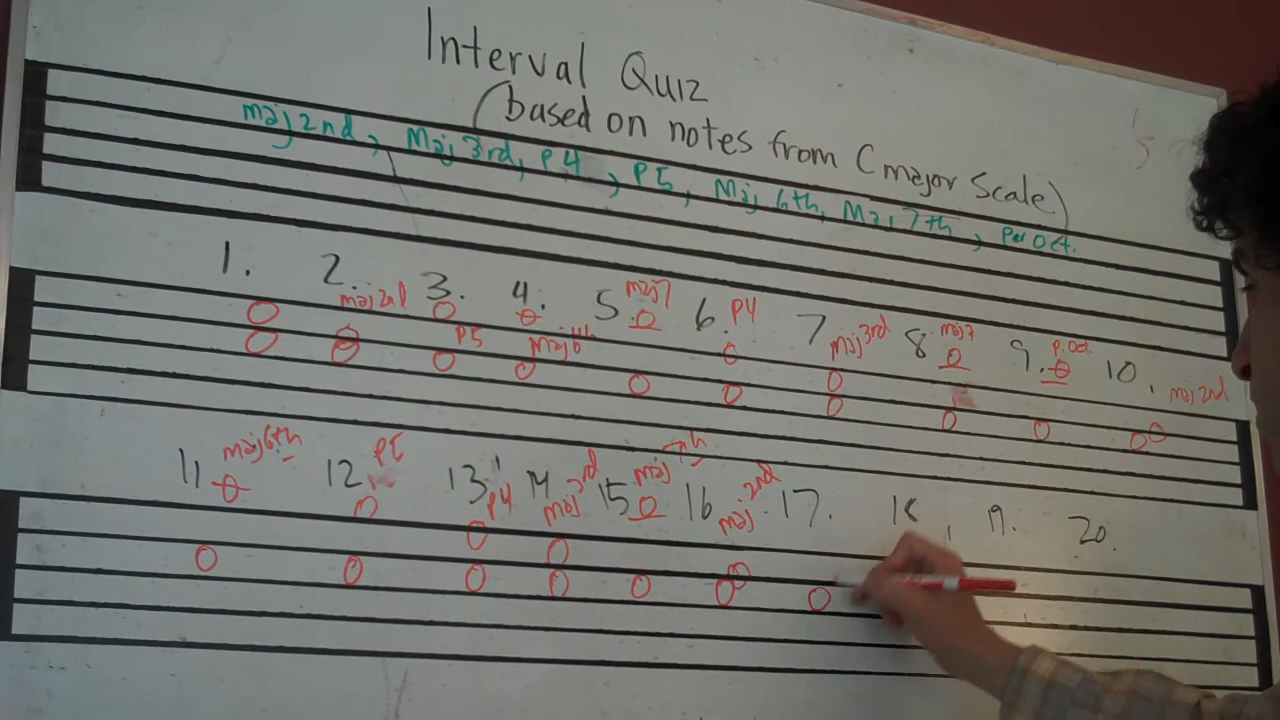 Interval Quiz
(based on notes from C major Scale)
maj 2nd, Maj 3rd, P4, P5, Maj 6th, Maj 7th, Per Oct.
1. 2. 3. 4. 5 6. 7 8 9. 10.
maj 2nd P5 Maj 6th maj7 P4 Maj 3rd maj7 P. Oct. maj 2nd
11 12. 13. 14 15 16 17. 18, 19. 20.
maj 6th P5 P4 maj 3rd maj 7th maj 2nd